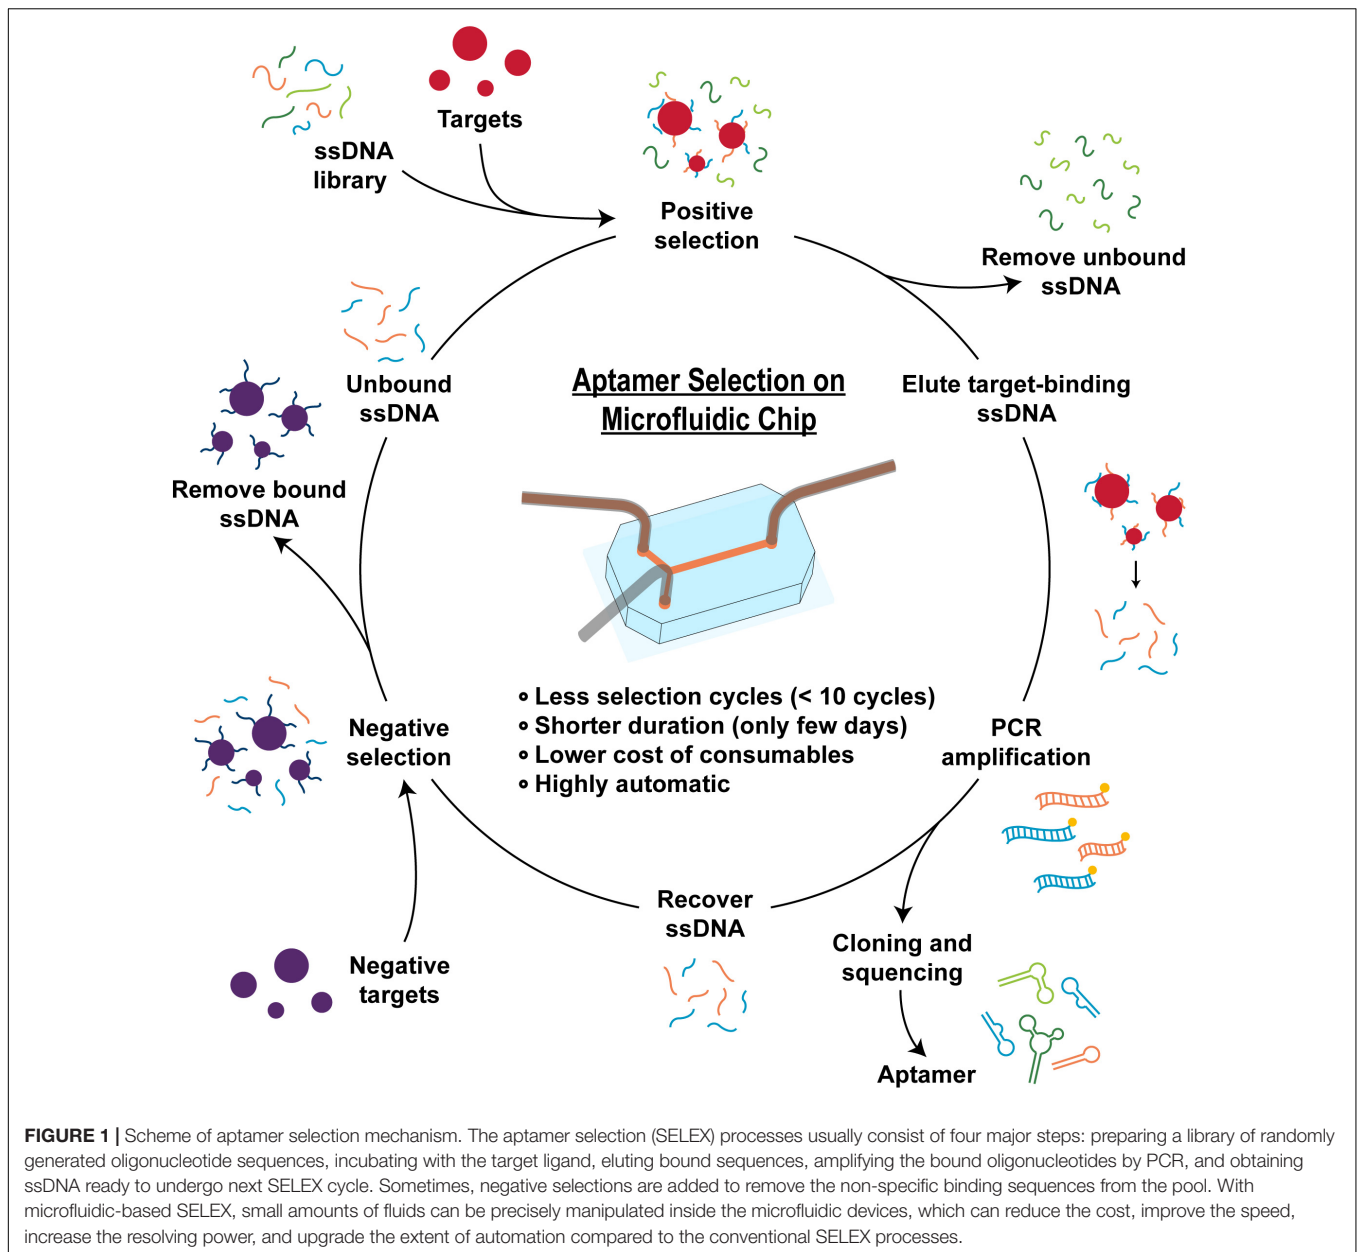 Targets
ssDNA
library
Positive
selection
Remove unbound
ssDNA
Unbound
ssDNA
Aptamer Selection on
Microfluidic Chip
Elute target-binding
ssDNA
Remove bound
ssDNA
Negative
selection
Less selection cycles (< 10 cycles)
Shorter duration (only few days)
Lower cost of consumables
Highly automatic
PCR
amplification
Recover
ssDNA
Cloning and
squencing
Negative
targets
Aptamer
FIGURE 1 | Scheme of aptamer selection mechanism. The aptamer selection (SELEX) processes usually consist of four major steps: preparing a library of randomly
generated oligonucleotide sequences, incubating with the target ligand, eluting bound sequences, amplifying the bound oligonucleotides by PCR, and obtaining
ssDNA ready to undergo next SELEX cycle. Sometimes, negative selections are added to remove the non-specific binding sequences from the pool. With
microfluidic-based SELEX, small amounts of fluids can be precisely manipulated inside the microfluidic devices, which can reduce the cost, improve the speed,
increase the resolving power, and upgrade the extent of automation compared to the conventional SELEX processes.